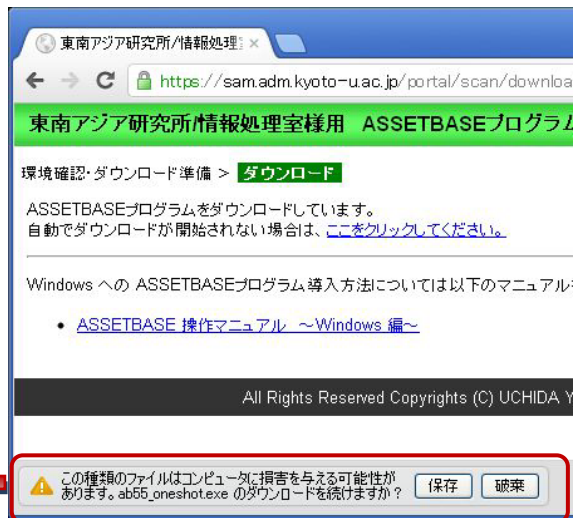 東南アジア研究所/情報処理
https://sam.adm.kyoto-u.ac.jp/portal/scan/downloa
東南アジア研究所/情報処理室様用 ASSETBASEプログラム
環境確認・ダウンロード準備 > ダウンロード
ASSETBASEプログラムをダウンロードしています。
自動でダウンロードが開始されない場合は、ここをクリックしてください。
Windows への ASSETBASEプログラム導入方法については以下のマニュアル
• ASSETBASE 操作マニュアル ～Windows 編～
All Rights Reserved Copyrights (C) UCHIDA Y
この種類のファイルはコンピュータに損害を与える可能性が
あります。ab55_oneshot.exe のダウンロードを続けますか？
保存 破棄